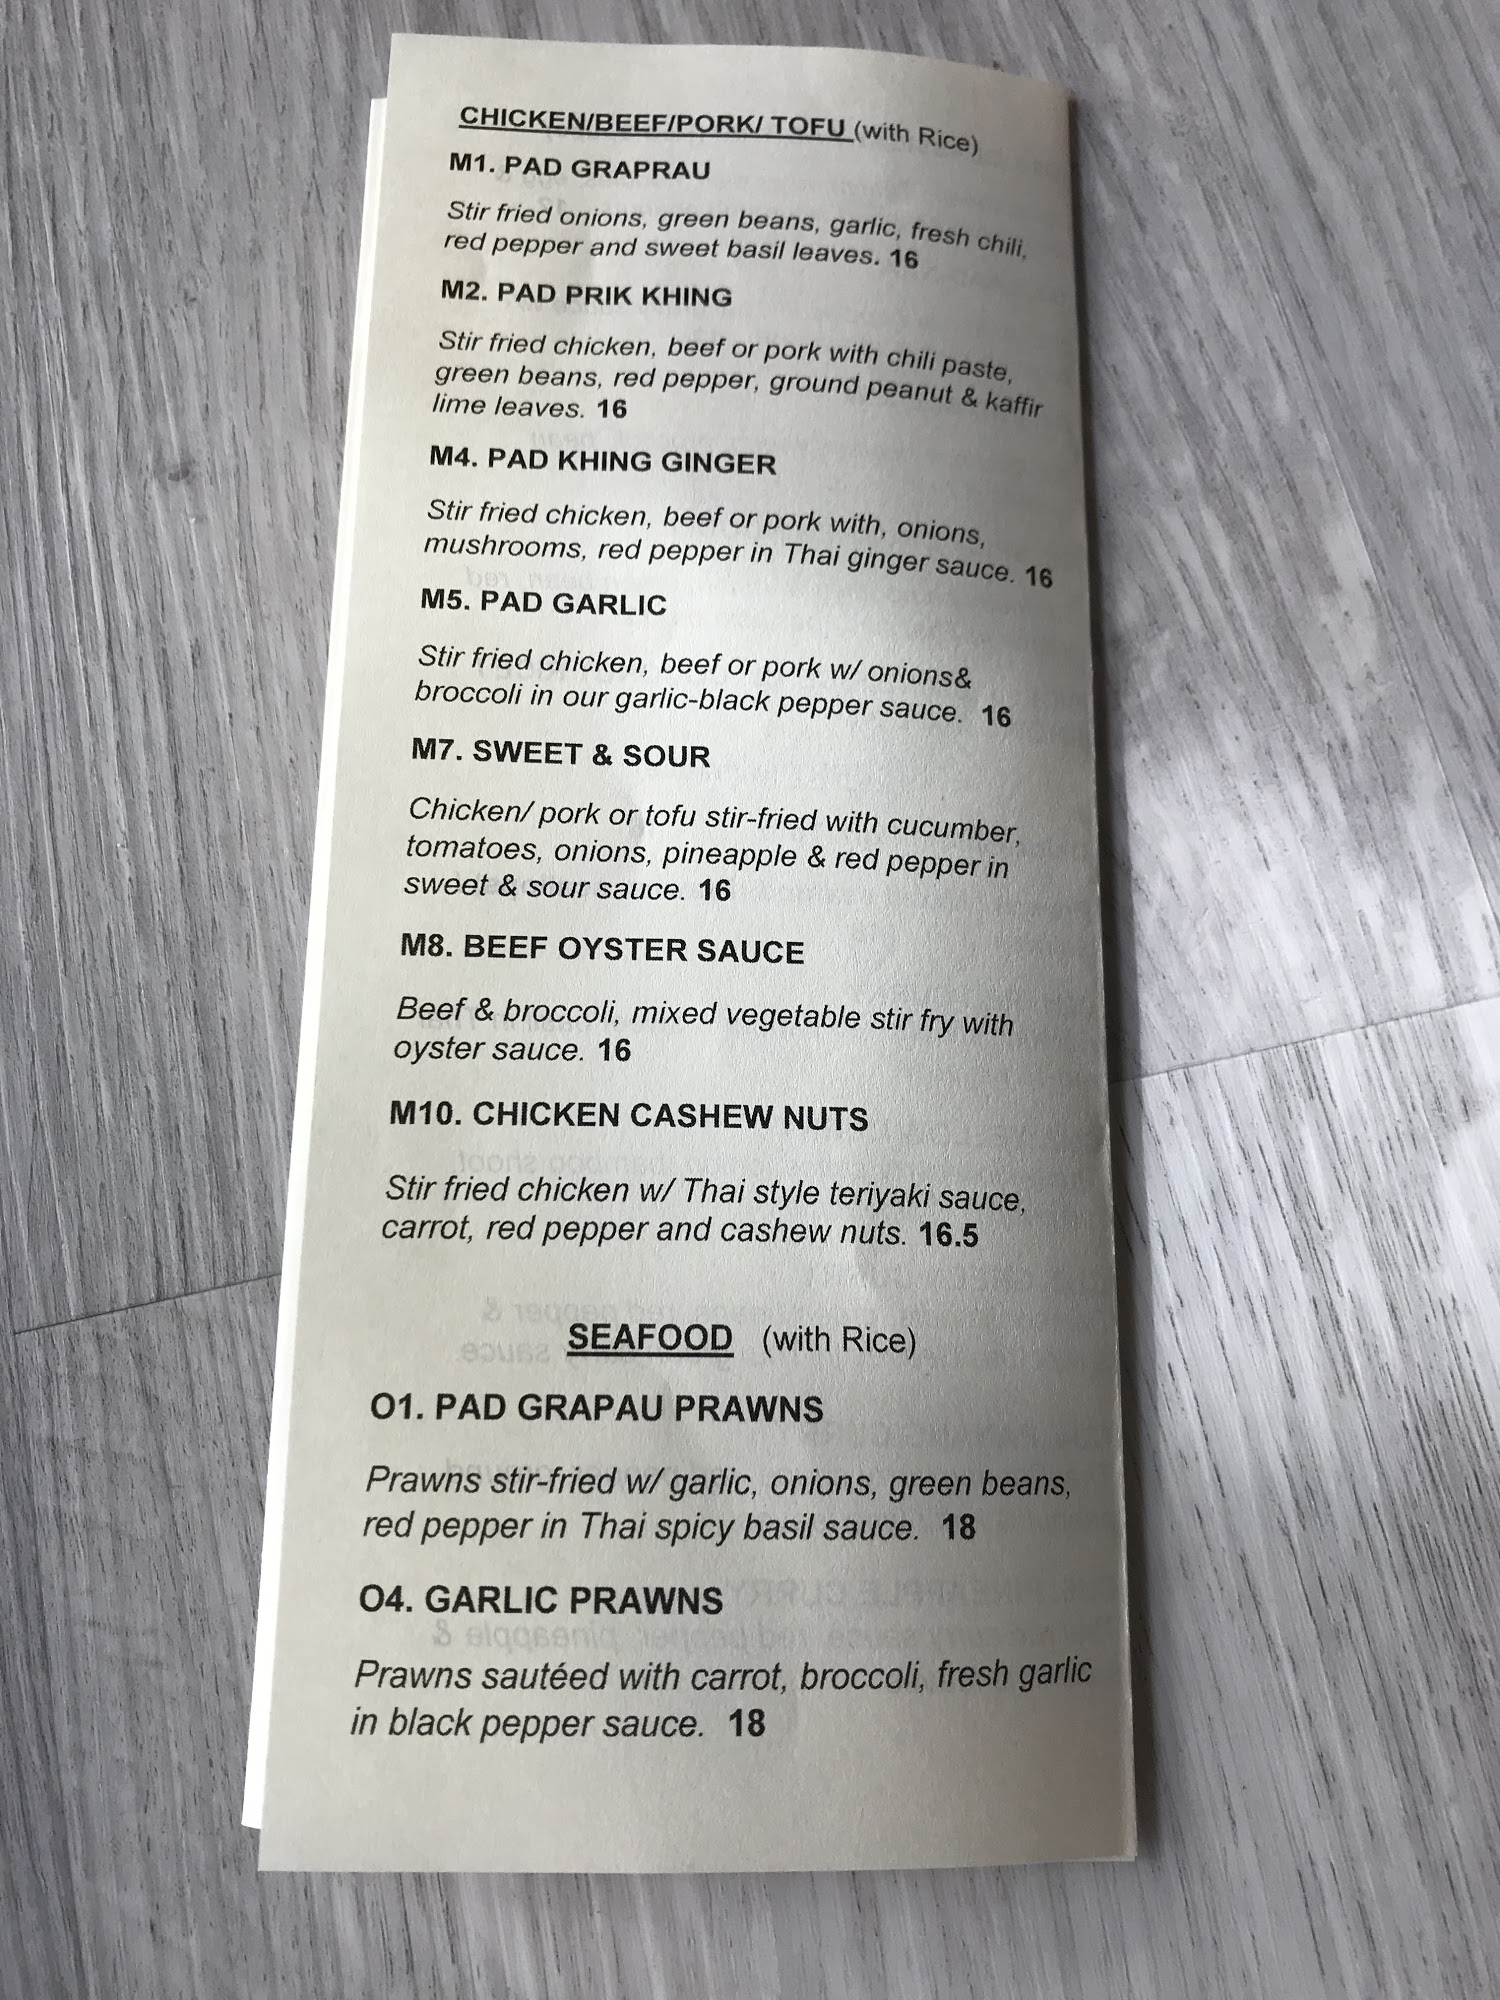 CHICKEN/BEEF/PORK/ TOFU (with Rice)
M1. PAD GRAPRAU
Stir fried onions, green beans, garlic, fresh chili,
red pepper and sweet basil leaves. 16
M2. PAD PRIK KHING
Stir fried chicken, beef or pork with chili paste,
green beans, red pepper, ground peanut & kaffir
lime leaves. 16
M4. PAD KHING GINGER
Stir fried chicken, beef or pork with, onions,
mushrooms, red pepper in Thai ginger sauce. 16
M5. PAD GARLIC
Stir fried chicken, beef or pork w/ onions&
broccoli in our garlic-black pepper sauce. 16
M7. SWEET & SOUR
Chicken/ pork or tofu stir-fried with cucumber,
tomatoes, onions, pineapple & red pepper in
sweet & sour sauce. 16
M8. BEEF OYSTER SAUCE
Beef & broccoli, mixed vegetable stir fry with
oyster sauce. 16
M10. CHICKEN CASHEW NUTS
Stir fried chicken w/ Thai style teriyaki sauce,
carrot, red pepper and cashew nuts. 16.5
SEAFOOD (with Rice)
O1. PAD GRAPAU PRAWNS
Prawns stir-fried w/ garlic, onions, green beans,
red pepper in Thai spicy basil sauce. 18
O4. GARLIC PRAWNS
Prawns sautéed with carrot, broccoli, fresh garlic
in black pepper sauce. 18